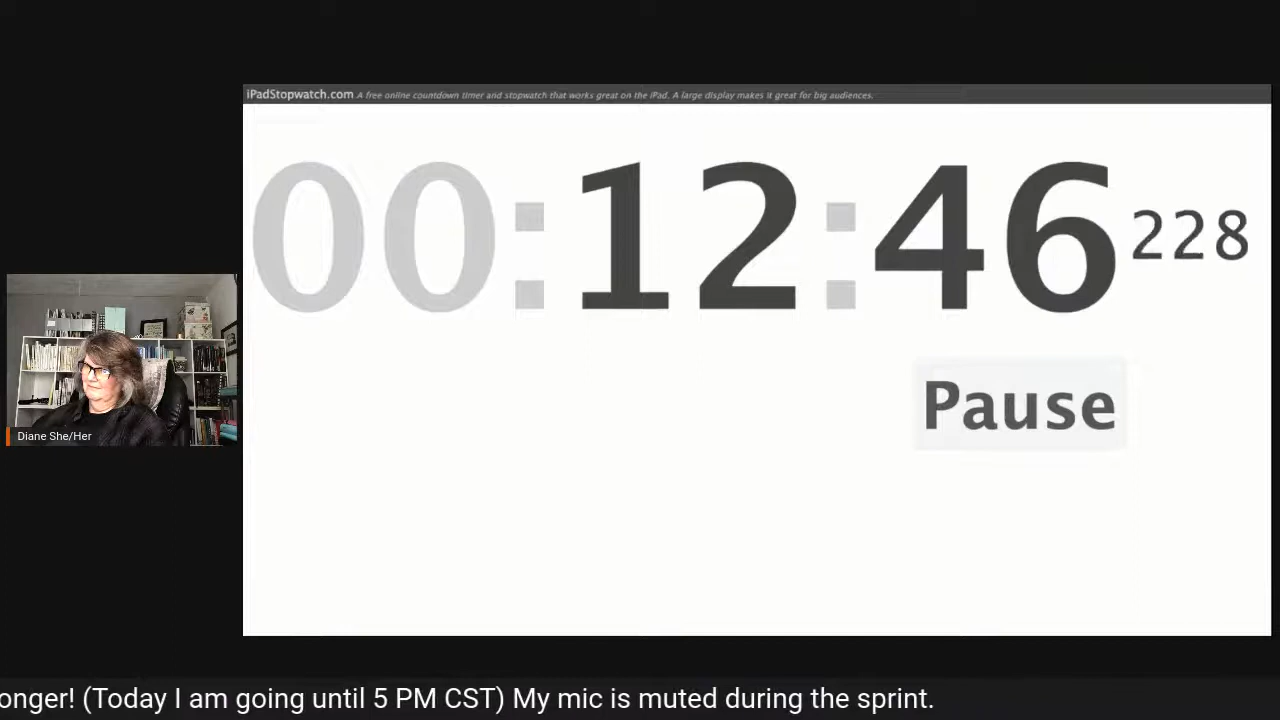 iPadStopwatch.com A free online countdown timer and stopwatch that works great on the iPad. A large display makes it great for big audiences.
00:12:46 228
Pause
Diane She/Her
onger! (Today I am going until 5 PM CST) My mic is muted during the sprint.